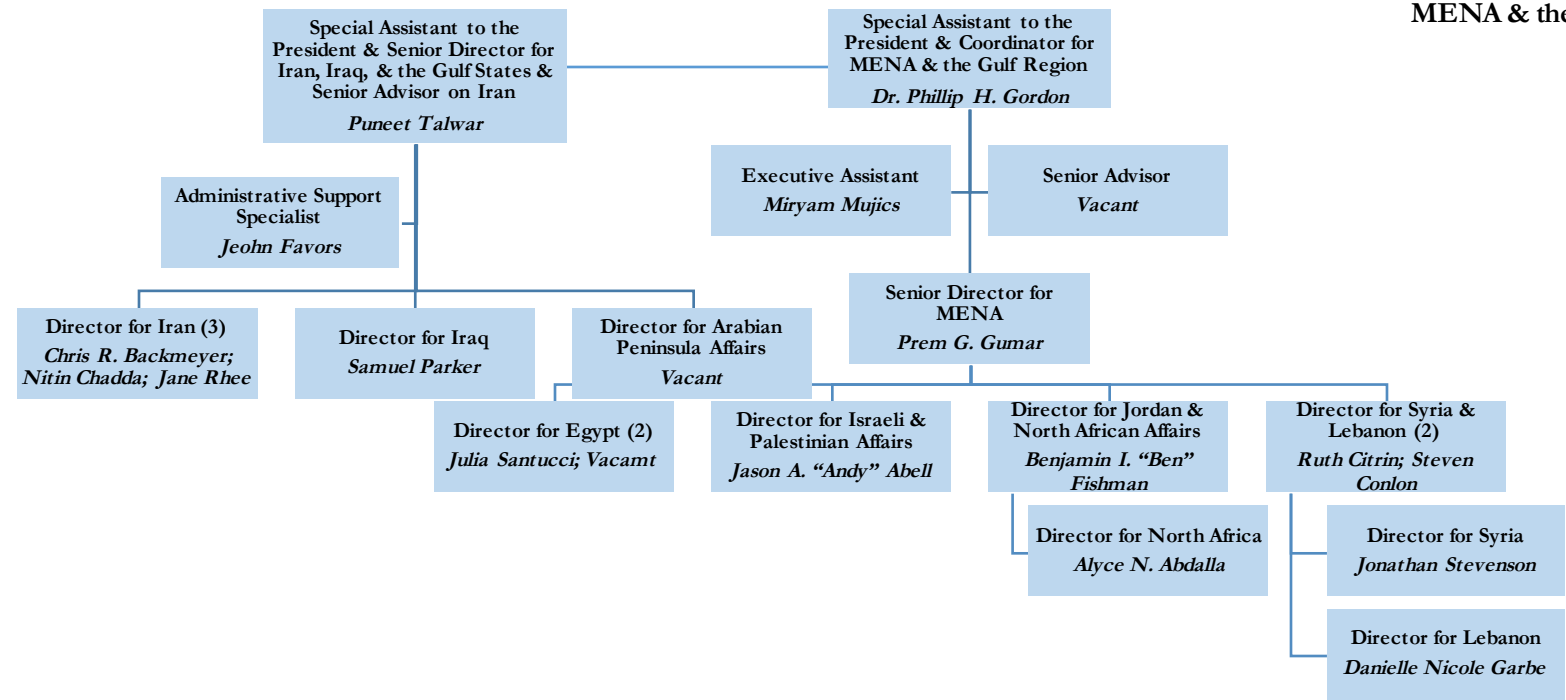 MENA & the
Special Assistant to the
President & Senior Director for
Iran, Iraq, & the Gulf States &
Senior Advisor on Iran
Puneet Talwar
Special Assistant to the
President & Coordinator for
MENA & the Gulf Region
Dr. Phillip H. Gordon
Administrative Support
Specialist
Jeohn Favors
Executive Assistant
Miryam Mujics
Senior Advisor
Vacant
Senior Director for
MENA
Prem G. Gumar
Director for Iran (3)
Chris R. Backmeyer;
Nitin Chadda; Jane Rhee
Director for Iraq
Samuel Parker
Director for Arabian
Peninsula Affairs
Vacant
Director for Egypt (2)
Julia Santucci; Vacamt
Director for Israeli &
Palestinian Affairs
Jason A. “Andy” Abell
Director for Jordan &
North African Affairs
Benjamin I. “Ben”
Fishman
Director for Syria &
Lebanon (2)
Ruth Citrin; Steven
Conlon
Director for North Africa
Alyce N. Abdalla
Director for Syria
Jonathan Stevenson
Director for Lebanon
Danielle Nicole Garbe